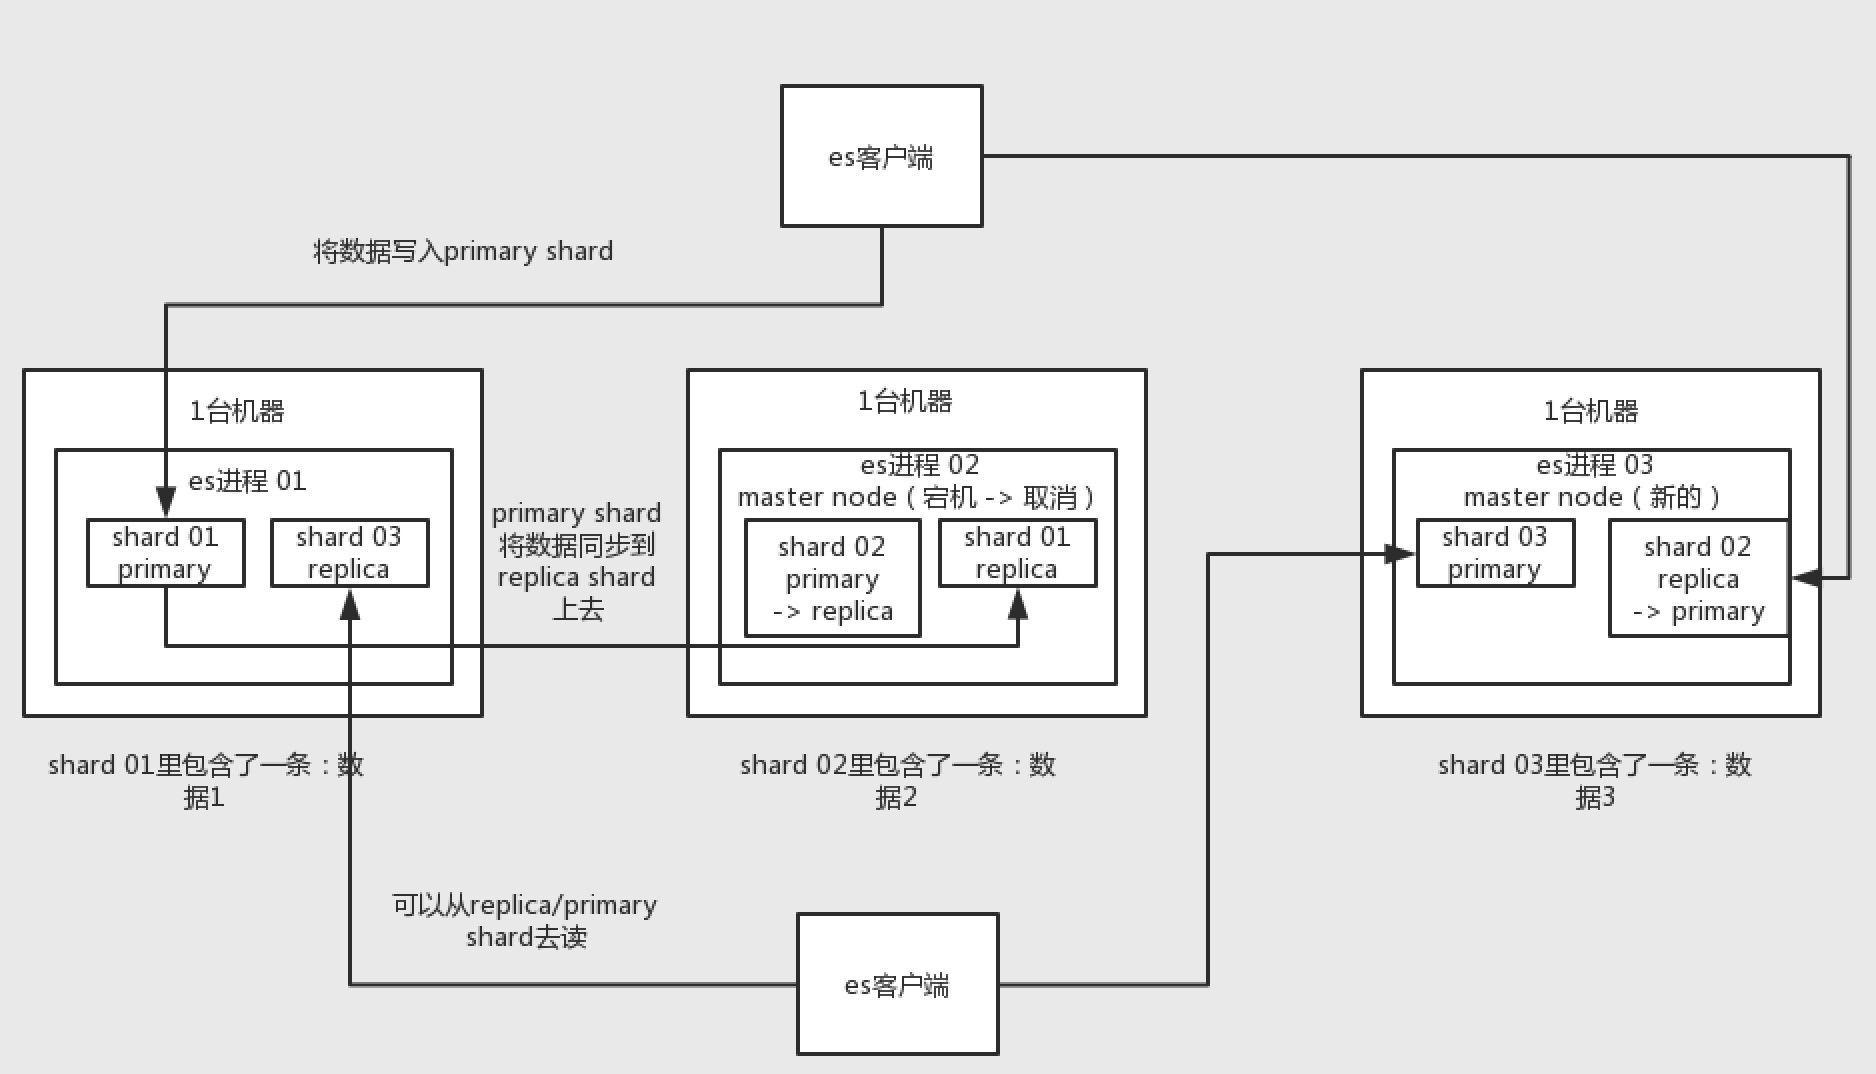 es客户端
将数据写入primary shard
1台机器
es进程 01
shard 01
primary
shard 03
replica
primary shard
将数据同步到
replica shard
上去
1台机器
es进程 02
master node（宕机 -> 取消）
shard 02
primary
-> replica
shard 01
replica
1台机器
es进程 03
master node（新的）
shard 03
primary
shard 02
replica
-> primary
shard 01里包含了一条：数
据1
shard 02里包含了一条：数
据2
shard 03里包含了一条：数
据3
可以从replica/primary
shard去读
es客户端